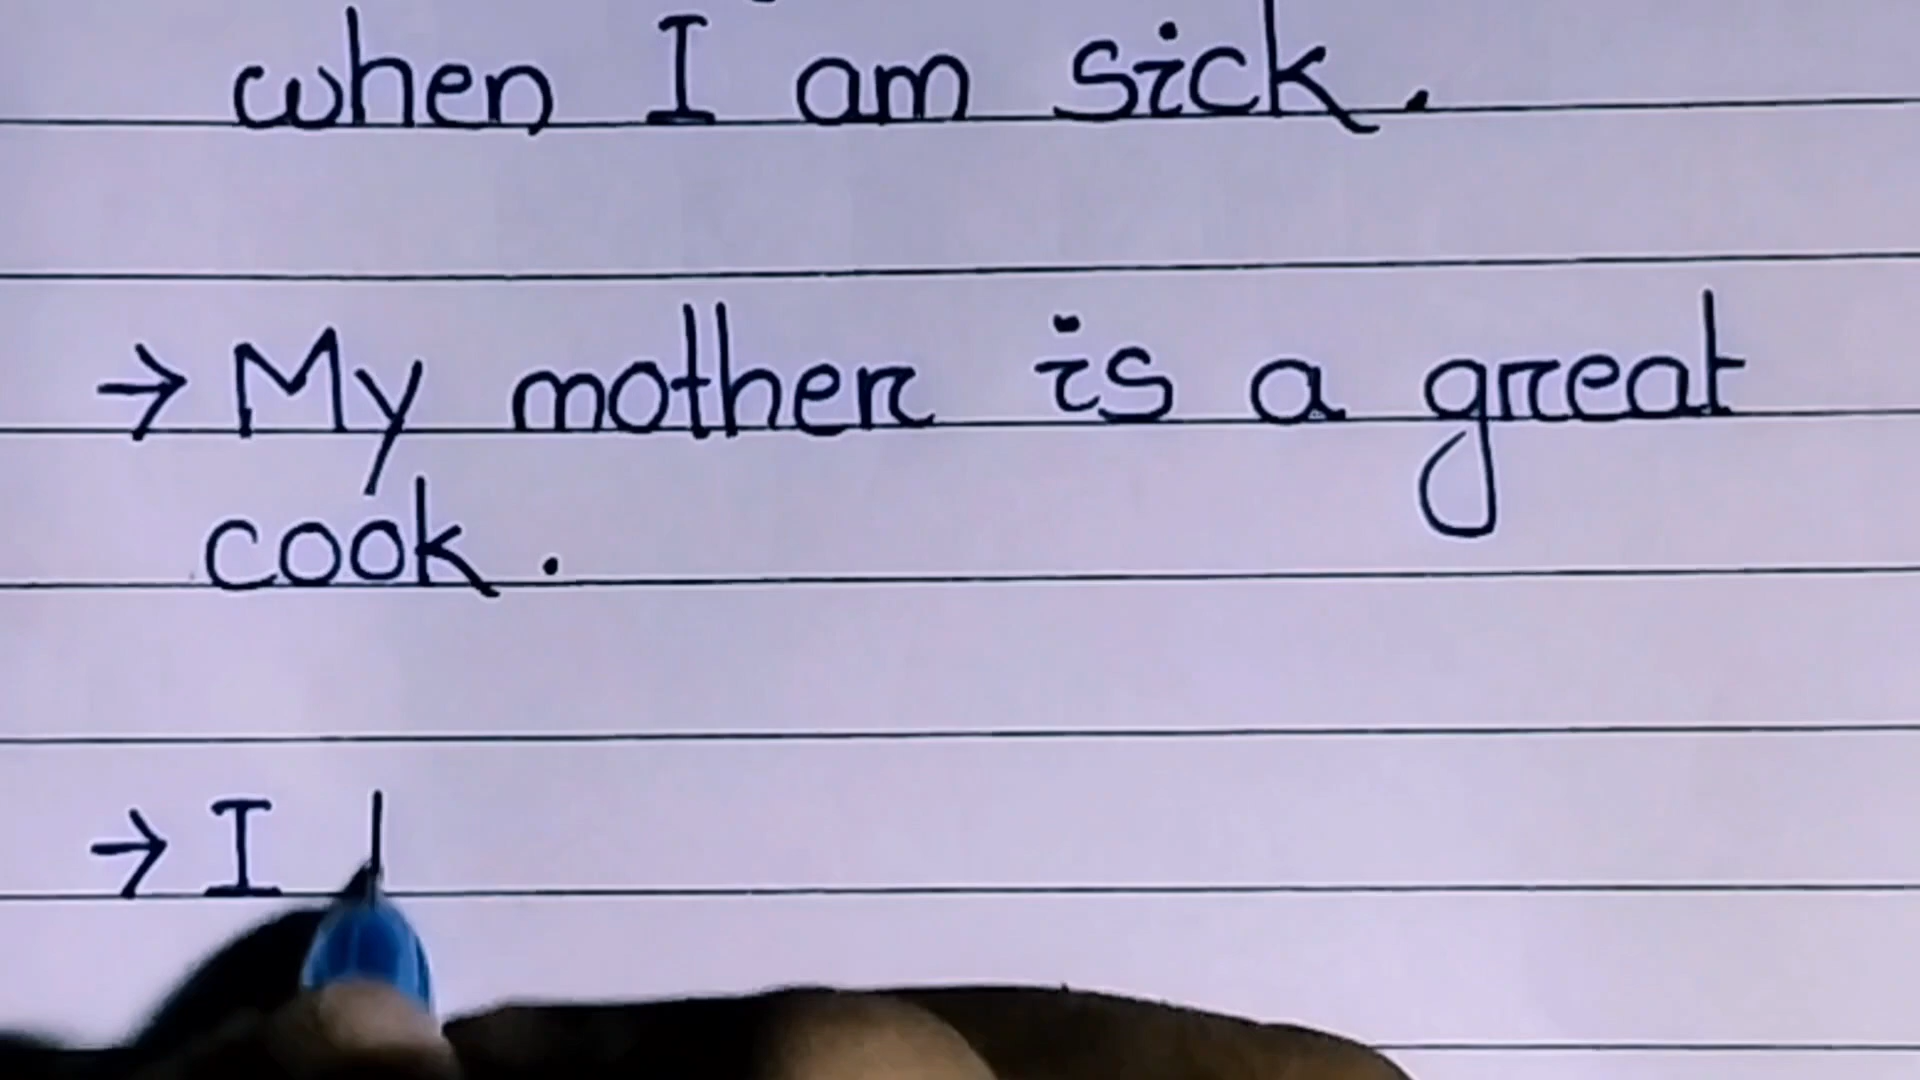 when I am sick.
→ My mother is a great
cook.
→ I